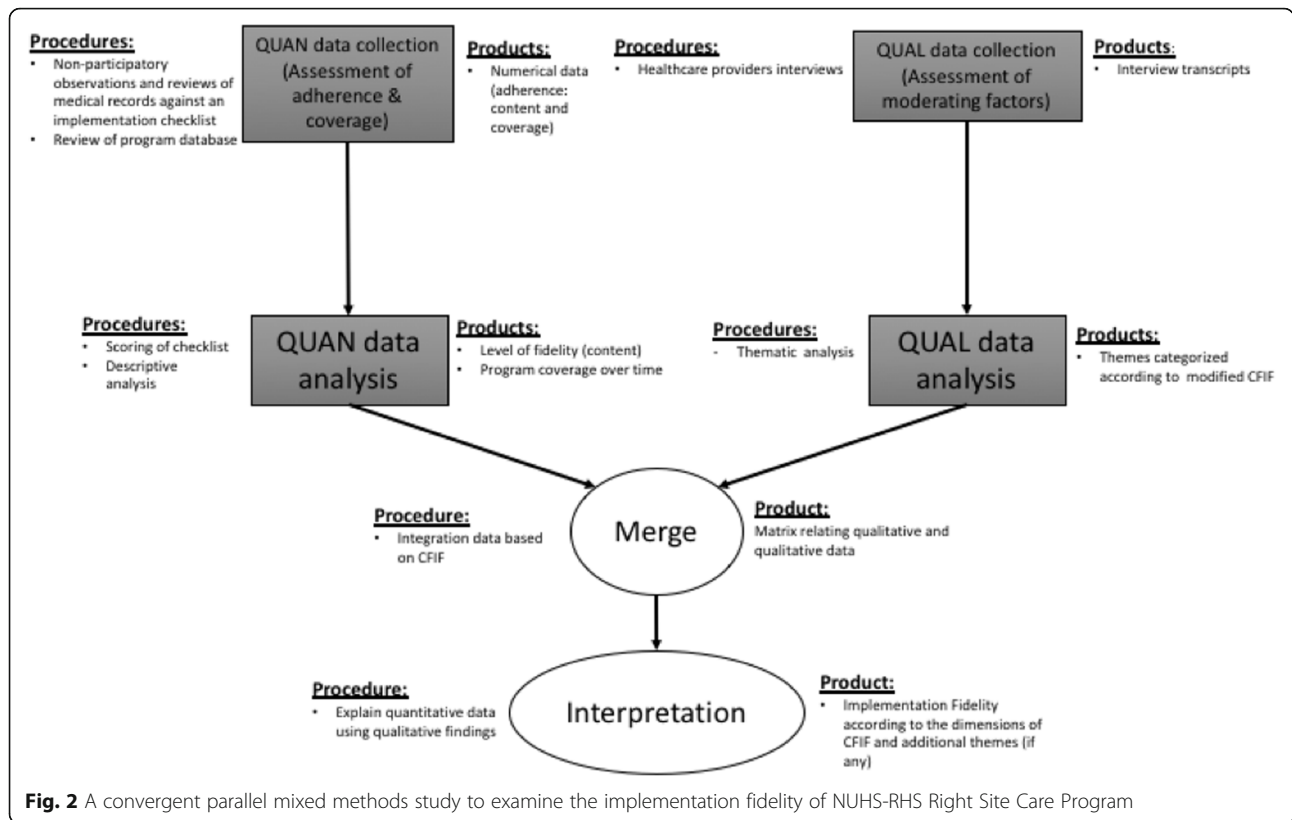 Procedures:
• Non-participatory
observations and reviews of
medical records against an
implementation checklist
• Review of program database
QUAN data collection
(Assessment of
adherence &
coverage)
Products:
• Numerical data
(adherence:
content and
coverage)
Procedures:
• Healthcare providers interviews
QUAL data collection
(Assessment of
moderating factors)
Products:
• Interview transcripts
Procedures:
• Scoring of checklist
• Descriptive
analysis
QUAN data
analysis
Products:
• Level of fidelity (content)
• Program coverage over time
Procedures:
- Thematic analysis
QUAL data
analysis
Products:
• Themes categorized
according to modified CFIF
Procedure:
• Integration data based
on CFIF
Merge
Product:
Matrix relating qualitative and
qualitative data
Procedure:
• Explain quantitative data
using qualitative findings
Interpretation
Product:
• Implementation Fidelity
according to the dimensions of
CFIF and additional themes (if
any)
Fig. 2 A convergent parallel mixed methods study to examine the implementation fidelity of NUHS-RHS Right Site Care Program